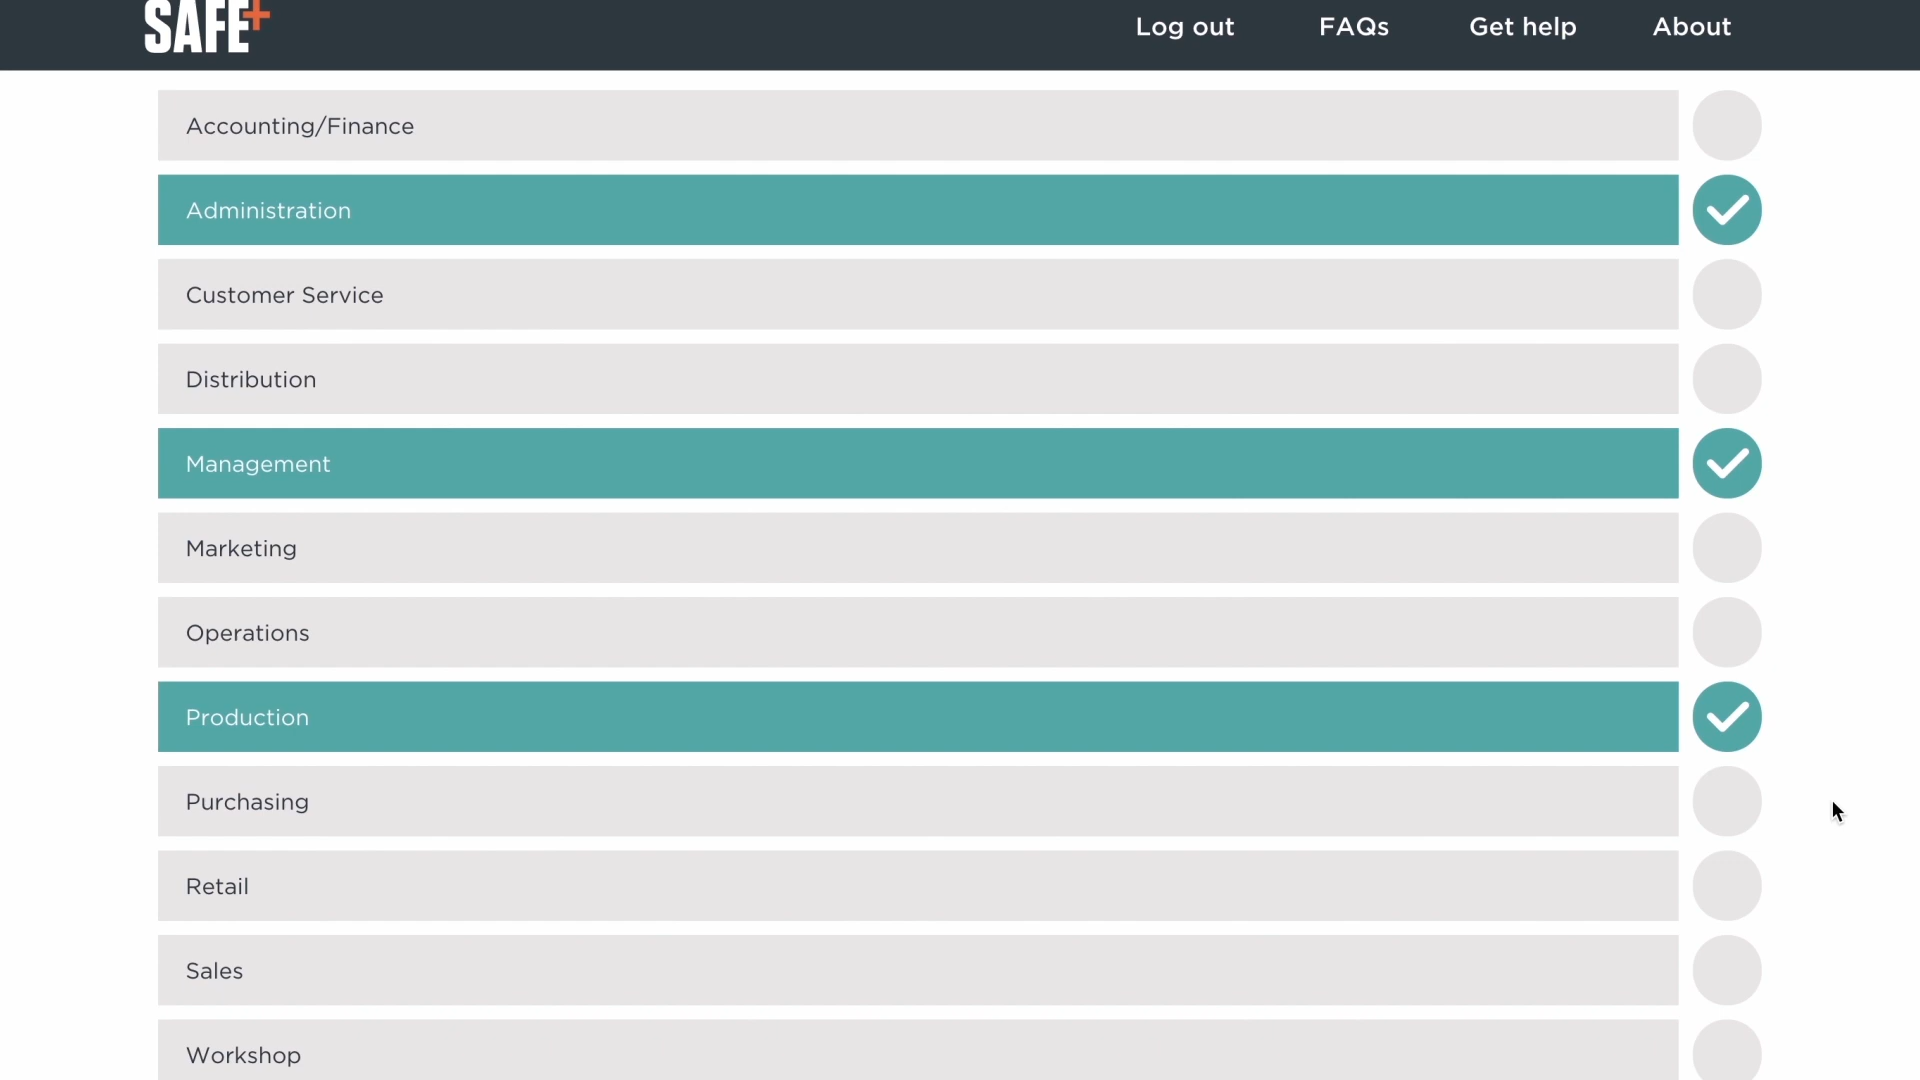 SAFE+
Log out FAQs Get help About
Accounting/Finance
Administration
Customer Service
Distribution
Management
Marketing
Operations
Production
Purchasing
Retail
Sales
Workshop